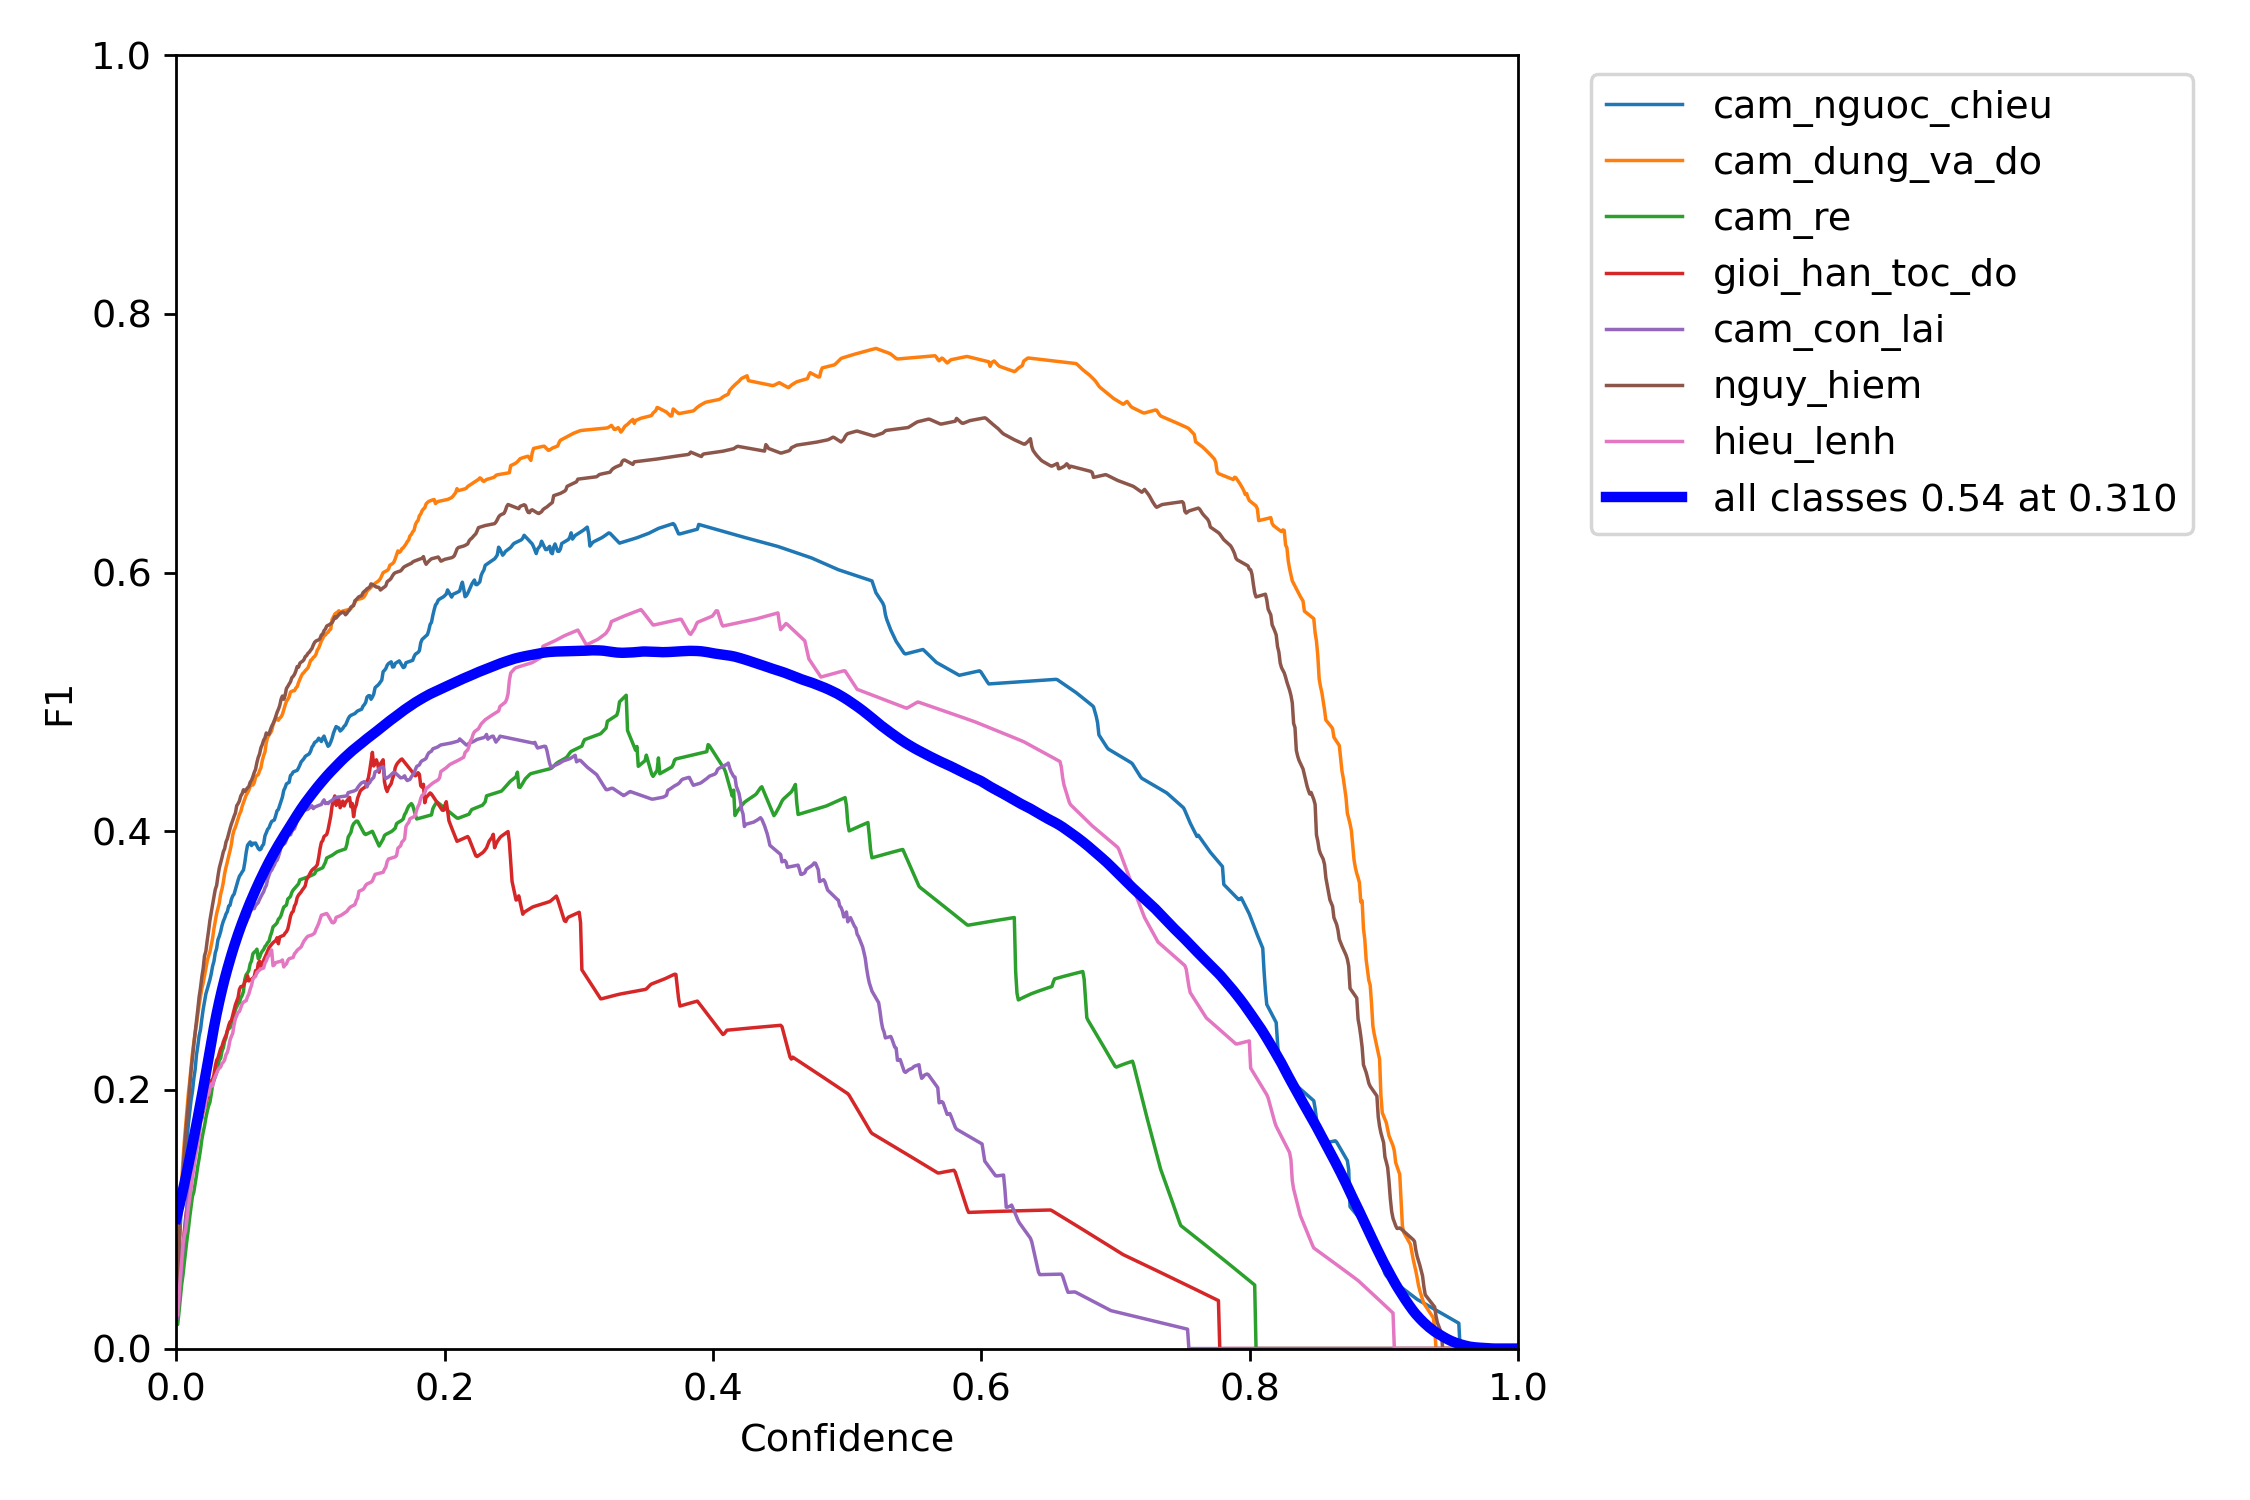 1.0
0.8
0.6
0.4
0.2
0.0
F1
0.0 0.2 0.4 0.6 0.8 1.0
Confidence
cam_nguoc_chieu
cam_dung_va_do
cam_re
gioi_han_toc_do
cam_con_lai
nguy_hiem
hieu_lenh
all classes 0.54 at 0.310